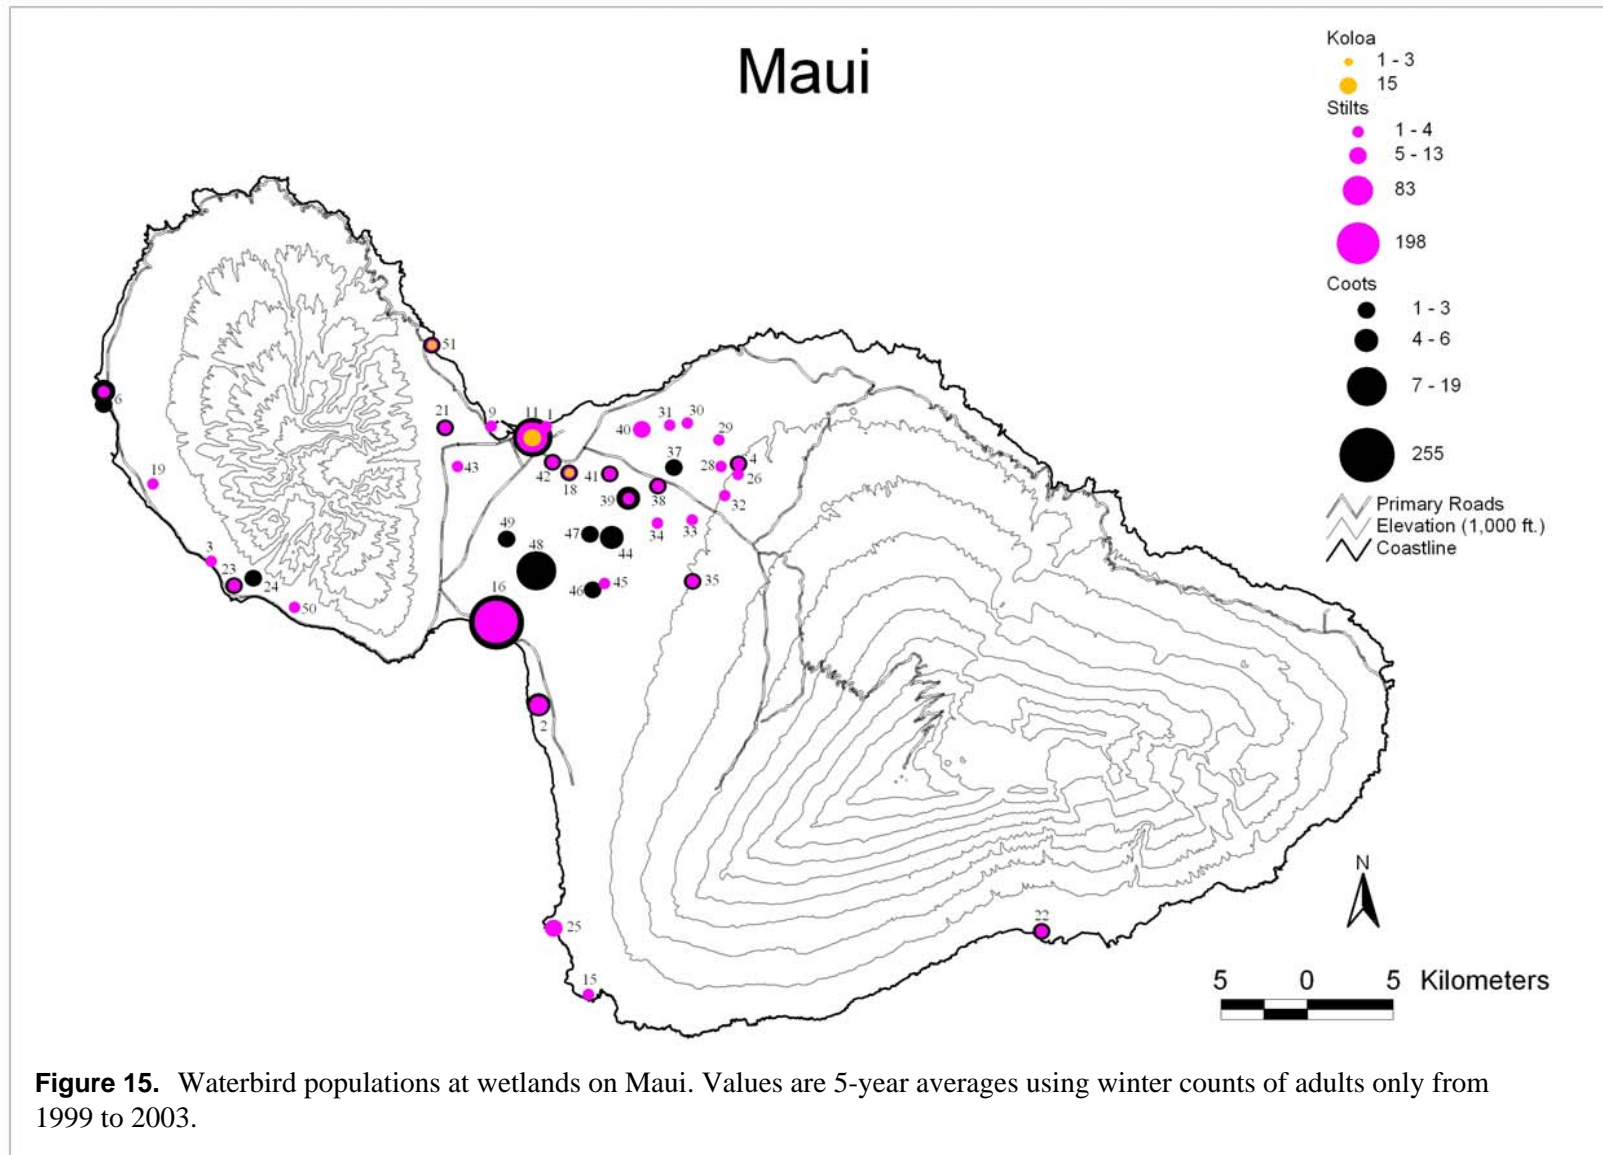 Maui
Koloa
1 - 3
15
Stilts
1 - 4
5 - 13
83
198
Coots
1 - 3
4 - 6
7 - 19
255
Primary Roads
Elevation (1,000 ft.)
Coastline
51
6
21
9
11
1
40
31
30
29
19
43
42
18
41
37
28
4
26
39
38
32
49
47
44
34
33
48
3
23
24
50
46
45
35
16
2
25
22
15
N
5 0 5 Kilometers
Figure 15. Waterbird populations at wetlands on Maui. Values are 5-year averages using winter counts of adults only from
1999 to 2003.